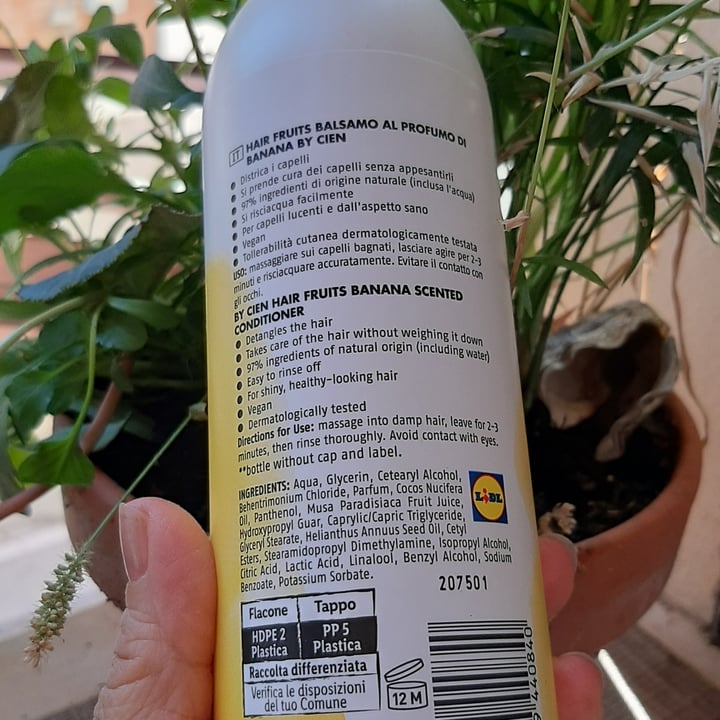 IT HAIR FRUITS BALSAMO AL PROFUMO DI
BANANA BY CIEN
• Districa i capelli
• Si prende cura dei capelli senza appesantirli
• 97% ingredienti di origine naturale (inclusa l'acqua)
• Si risciacqua facilmente
• Per capelli lucenti e dall'aspetto sano
• Vegan
• Tollerabilità cutanea dermatologicamente testata
USO: massaggiare sui capelli bagnati, lasciare agire per 2-3
minuti e risciacquare accuratamente. Evitare il contatto con
gli occhi.
BY CIEN HAIR FRUITS BANANA SCENTED
CONDITIONER
• Detangles the hair
• Takes care of the hair without weighing it down
• 97% ingredients of natural origin (including water)
• Easy to rinse off
• For shiny, healthy-looking hair
• Vegan
• Dermatologically tested
Directions for Use: massage into damp hair, leave for 2-3
minutes, then rinse thoroughly. Avoid contact with eyes.
**bottle without cap and label.
INGREDIENTS: Aqua, Glycerin, Cetearyl Alcohol,
Behentrimonium Chloride, Parfum, Cocos Nucifera
Oil, Panthenol, Musa Paradisiaca Fruit Juice,
Hydroxypropyl Guar, Caprylic/Capric Triglyceride,
Glyceryl Stearate, Helianthus Annuus Seed Oil, Cetyl
Esters, Stearamidopropyl Dimethylamine, Isopropyl Alcohol,
Citric Acid, Lactic Acid, Linalool, Benzyl Alcohol, Sodium
Benzoate, Potassium Sorbate.
LIDL
207501
Flacone Tappo
HDPE 2 PP 5
Plastica Plastica
Raccolta differenziata
Verifica le disposizioni
del tuo Comune
12 M
440840